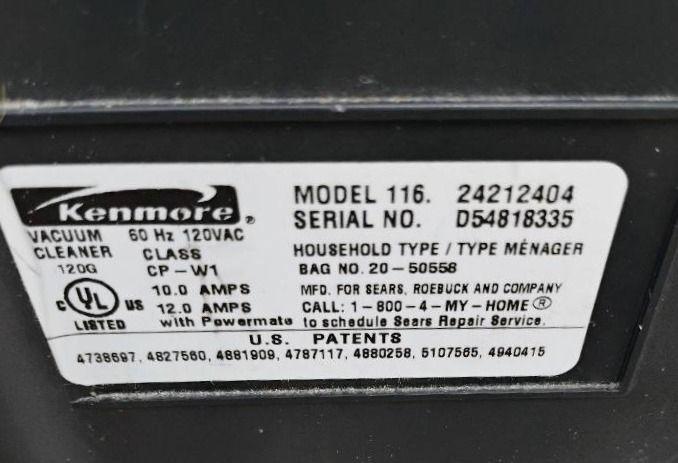 Kenmore®
MODEL 116. 24212404
SERIAL NO. D54818335
VACUUM CLEANER 60 Hz 120VAC
120G CLASS CP-W1
HOUSEHOLD TYPE / TYPE MÉNAGER
BAG NO. 20-50558
10.0 AMPS
MFD. FOR SEARS, ROEBUCK AND COMPANY
C UL US
LISTED
12.0 AMPS with Powermate
CALL: 1-800-4-MY-HOME®
to schedule Sears Repair Service.
U.S. PATENTS
4738697, 4827560, 4881909, 4787117, 4880258, 5107565, 4940415